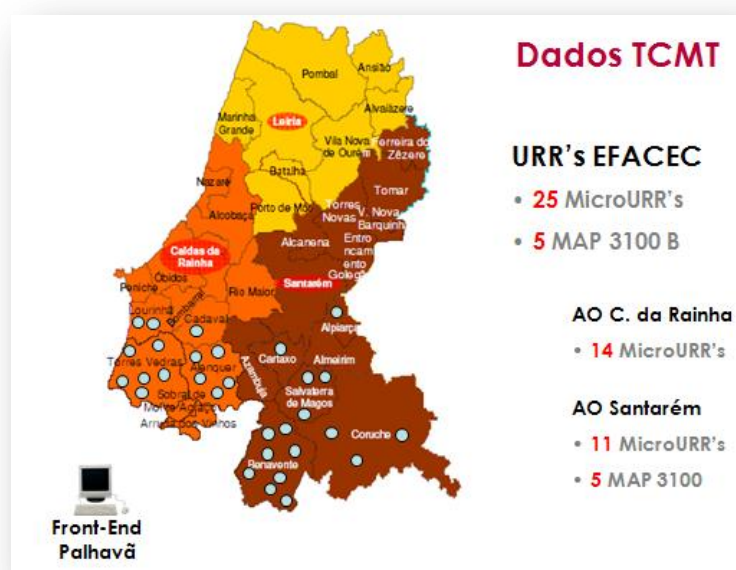 Dados TCMT
Ansião
Pombal
Alvaiázere
Marinha
Grande
Leiria
Vila Nova
de Ourém
Ferreira do
Zêzere
Batalha
Nazaré
Tomar
Porto de Mós
Torres
Novas
V. Nova
Barquinha
Alcobaça
Alcanena
Entro
ncam
ento
Caldas da
Rainha
Golegã
Santarém
Óbidos
Peniche
Rio Maior
Bombarral
Lourinhã
Cadaval
Alpiarça
Cartaxo
Almeirim
Torres Vedras
Alenquer
Azambuja
Salvaterra
de Magos
Sobral de
Monte Agraço
Arruda dos Vinhos
Coruche
Benavente
URR's EFACEC
• 25 MicroURR's
• 5 MAP 3100 B
AO C. da Rainha
• 14 MicroURR's
AO Santarém
• 11 MicroURR's
• 5 MAP 3100
Front-End
Palhavã